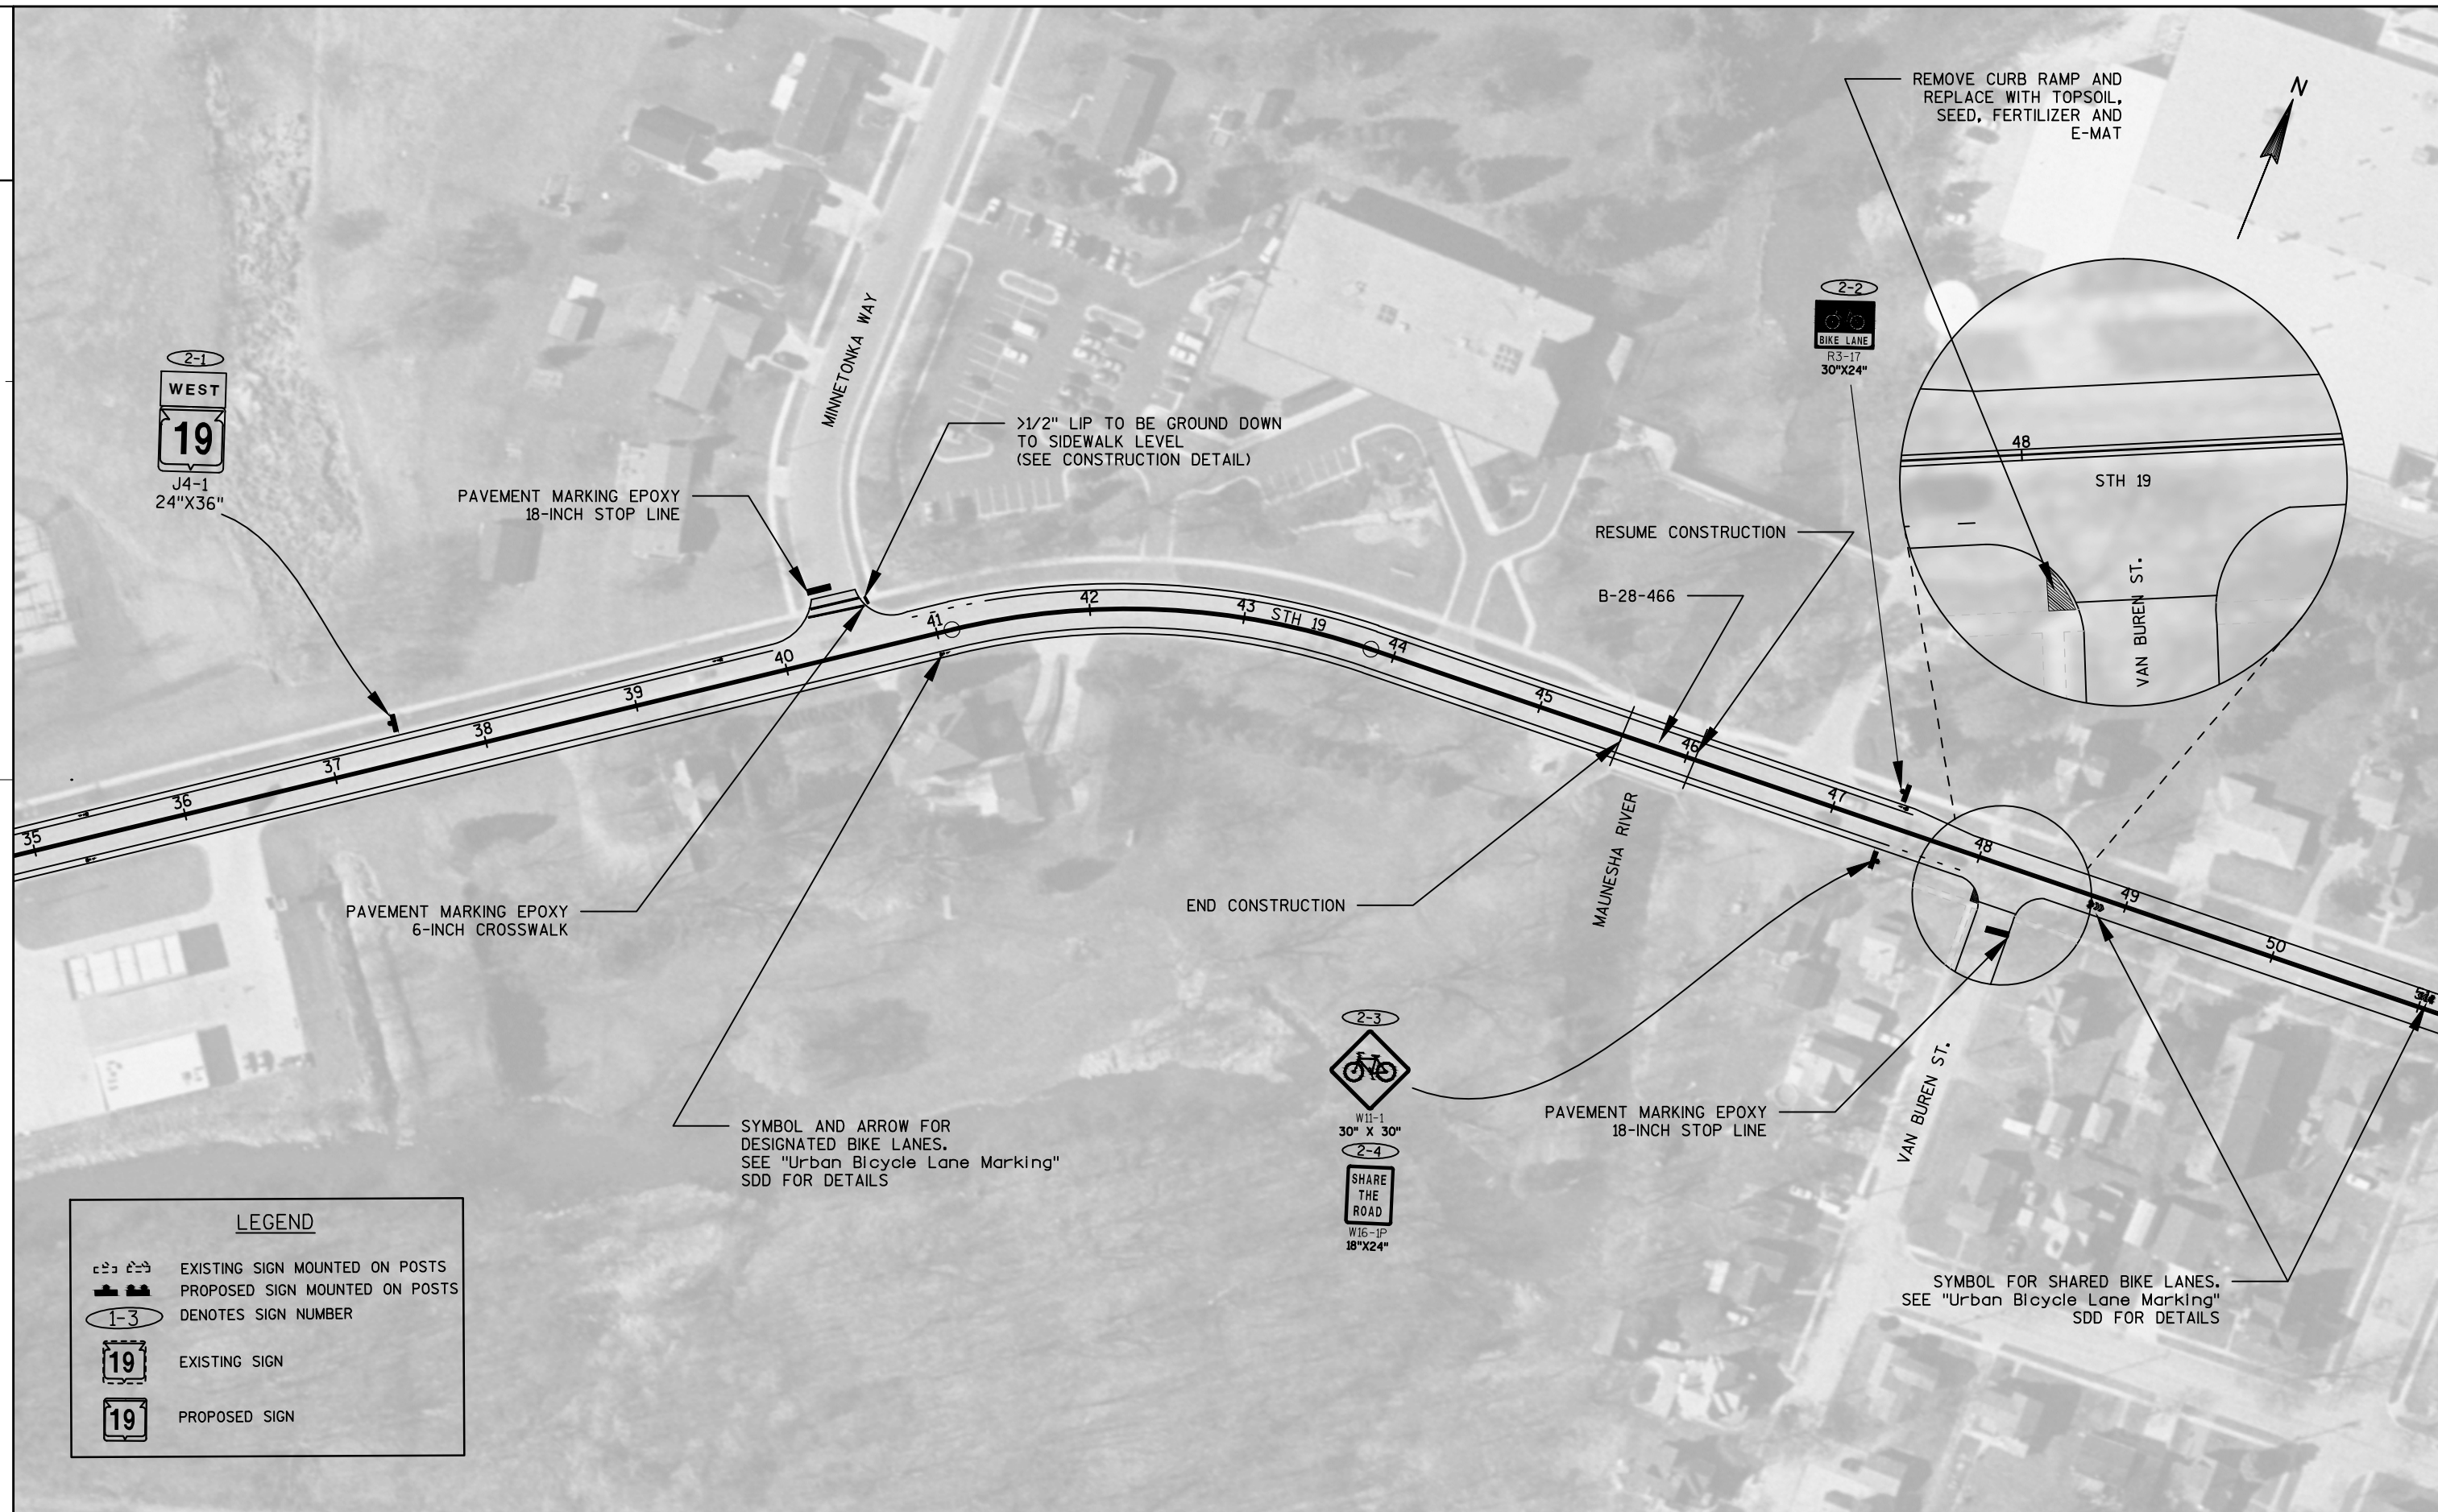 REMOVE CURB RAMP AND
REPLACE WITH TOPSOIL,
SEED, FERTILIZER AND
E-MAT
N
2-2
BIKE LANE
R3-17
30"X24"
48
STH 19
VAN BUREN ST.
2-1
WEST
19
J4-1
24"X36"
MINNETONKA WAY
>1/2" LIP TO BE GROUND DOWN
TO SIDEWALK LEVEL
(SEE CONSTRUCTION DETAIL)
PAVEMENT MARKING EPOXY
18-INCH STOP LINE
RESUME CONSTRUCTION
B-28-466
35
36
37
38
39
40
41
42
43
STH 19
44
45
46
47
48
49
50
51
PAVEMENT MARKING EPOXY
6-INCH CROSSWALK
END CONSTRUCTION
MAUNESHA RIVER
2-3
W11-1
30" X 30"
2-4
SHARE
THE
ROAD
W16-1P
18"X24"
PAVEMENT MARKING EPOXY
18-INCH STOP LINE
VAN BUREN ST.
SYMBOL AND ARROW FOR
DESIGNATED BIKE LANES.
SEE "Urban Bicycle Lane Marking"
SDD FOR DETAILS
SYMBOL FOR SHARED BIKE LANES.
SEE "Urban Bicycle Lane Marking"
SDD FOR DETAILS
LEGEND
EXISTING SIGN MOUNTED ON POSTS
PROPOSED SIGN MOUNTED ON POSTS
1-3 DENOTES SIGN NUMBER
19 EXISTING SIGN
19 PROPOSED SIGN